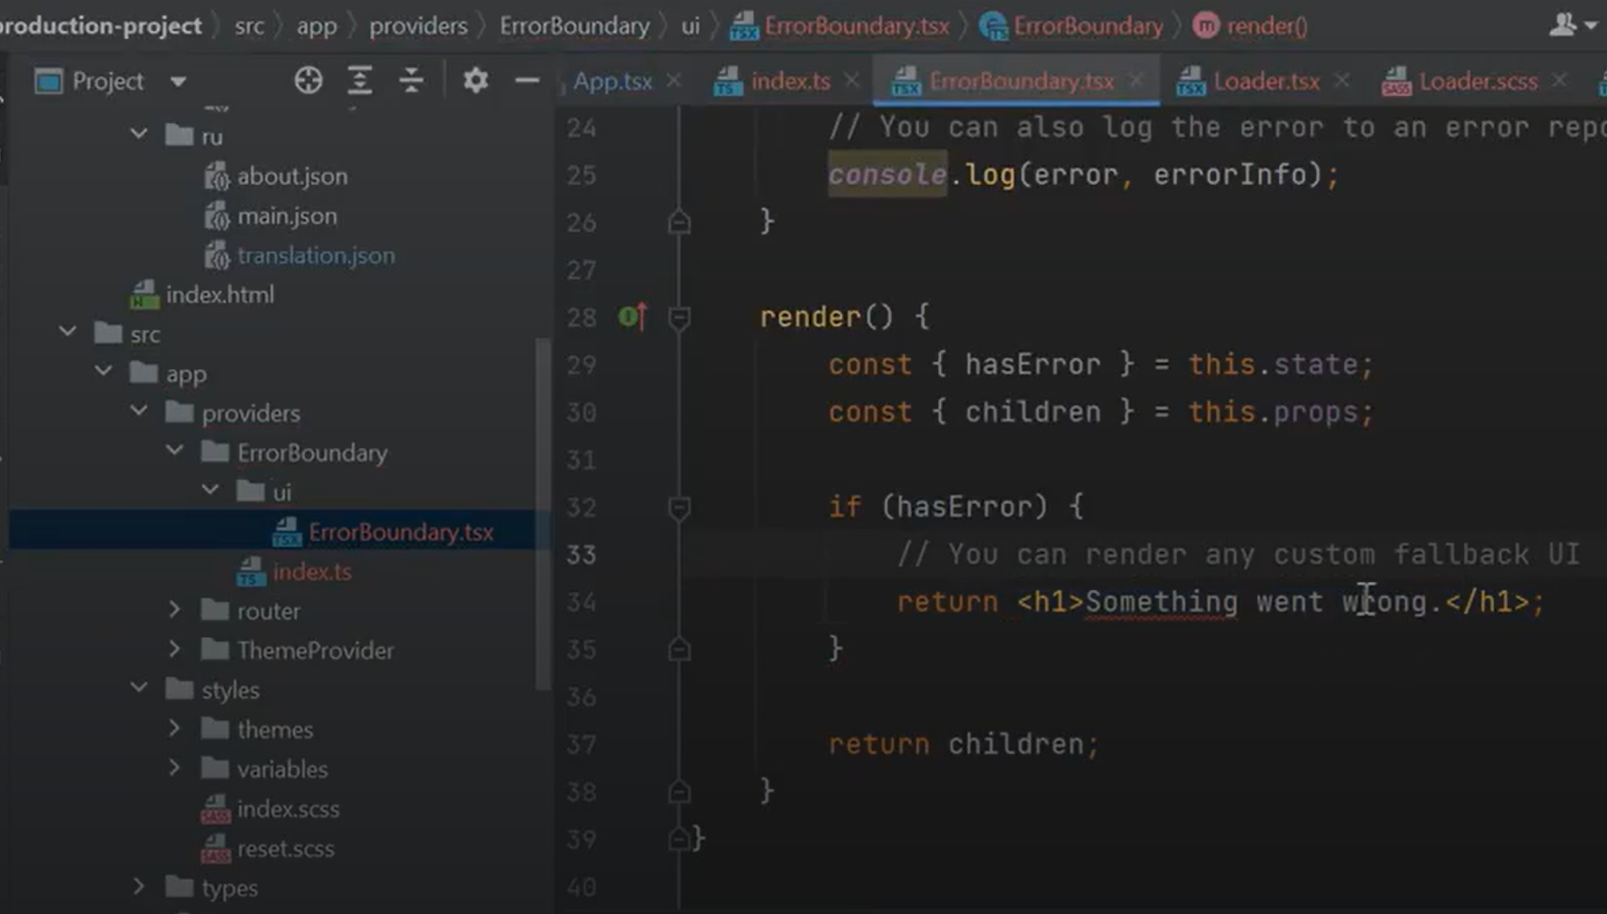 production-project src app providers ErrorBoundary ui ErrorBoundary.tsx ErrorBoundary render()
Project
App.tsx index.ts ErrorBoundary.tsx Loader.tsx Loader.scss
ru
about.json
main.json
translation.json
index.html
src
app
providers
ErrorBoundary
ui
ErrorBoundary.tsx
index.ts
router
ThemeProvider
styles
themes
variables
index.scss
reset.scss
types
24 // You can also log the error to an error repo
25 console.log(error, errorInfo);
26 }
27
28 render() {
29 const { hasError } = this.state;
30 const { children } = this.props;
31
32 if (hasError) {
33 // You can render any custom fallback UI
34 return <h1>Something went wrong.</h1>;
35 }
36
37 return children;
38 }
39 }
40